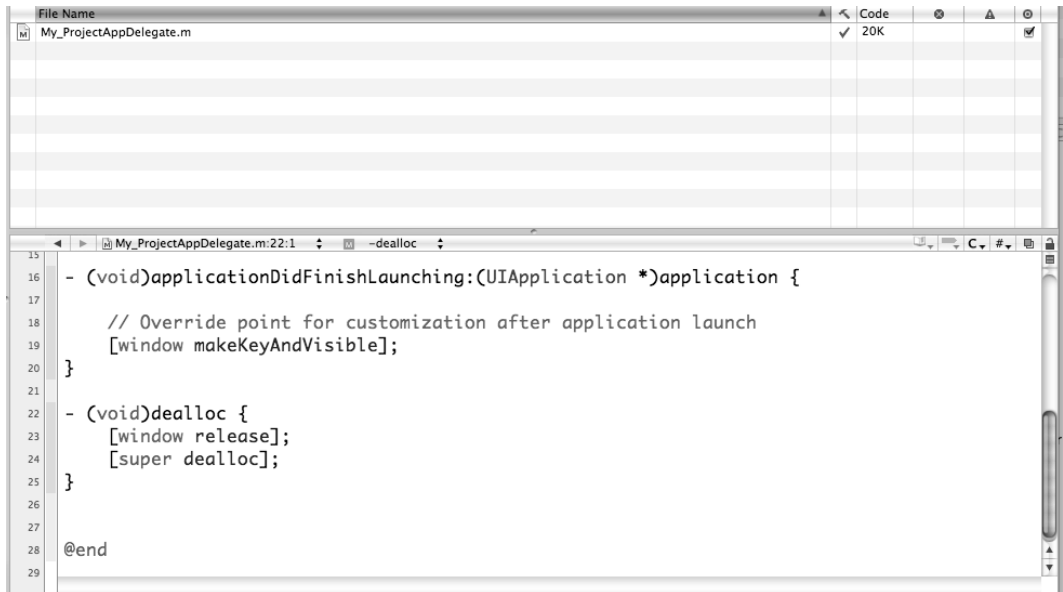 File Name Code
My_ProjectAppDelegate.m 20K
My_ProjectAppDelegate.m:22:1 -dealloc C, #,
15
16 - (void)applicationDidFinishLaunching:(UIApplication *)application {
17
18 // Override point for customization after application launch
19 [window makeKeyAndVisible];
20 }
21
22 - (void)dealloc {
23 [window release];
24 [super dealloc];
25 }
26
27
28 @end
29